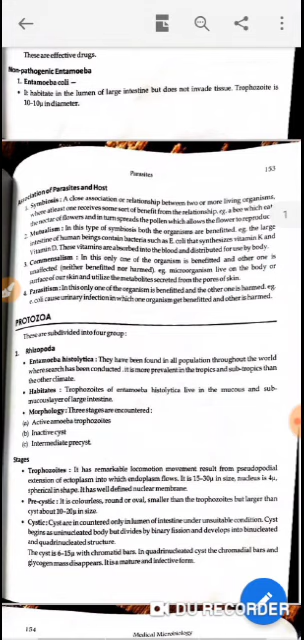 These are effective drugs.
Non-pathogenic Entamoeba
1. Entamoeba coli –
• It habitate in the lumen of large intestine but does not invade tissue. Trophozoite is
10-10μ in diameter.
Parasites
153
Association of Parasites and Host
1. Symbiosis : A close association or relationship between two or more living organisms,
where atleast one receives some sort of benefit from the relationship, eg. a bee which eat
the nectar of flowers and in turn spreads the pollen which allows the flower to reproduc
2. Mutualism : In this type of symbiosis both the organisms are benefitted. eg. the large
intestine of human beings contain bacteria such as E. coli that synthesizes vitamin K and
Vitamin D. These vitamins are absorbed into the blood and distributed for use by body.
3. Commensalism : In this only one of the organism is benefitted and other one is
unaffected (neither benefitted nor harmed). eg. microorganism live on the body or
surface of our skin and utilize the metabolites secreted from the pores of skin.
4. Parasitism : In this only one of the organism is benefitted and the other one is harmed. eg.
e. coli cause urinary infection in which one organism get benefitted and other is harmed.
1
PROTOZOA
These are subdivided into four group :
1. Rhizopoda
• Entamoeba histolytica : They have been found in all population throughout the world
where search has been conducted. it is more prevalent in the tropics and sub-tropics than
the other climate.
• Habitates : Trophozoites of entamoeba histolytica live in the mucous and sub-
macous layer of large intestine.
• Morphology : Three stages are encountered :
(a) Active amoeba trophozoites
(b) Inactive cyst
(c) Intermediate precyst.
Stages
• Trophozoites : It has remarkable locomotion movement result from pseudopodial
extension of ectoplasm into which endoplasm flows. It is 15–30μ in size, nucleus is 4μ,
spherical in shape. It has well defined nuclear membrane.
• Pre-cystic : It is colourless, round or oval, smaller than the trophozoites but larger than
cyst about 10–20μ in size.
• Cystic : Cyst are in countered only in lumen of intestine under unsuitable condition. Cyst
begins as uninucleated body but divides by binary fission and develops into binucleated
and quadrinucleated structure.
The cyst is 6–15μ with chromatid bars. In quadrinucleated cyst the chromadial bars and
glyogen mass disappears. It is a mature and infective form.
DU RECORDER
154
Medical Microbiology